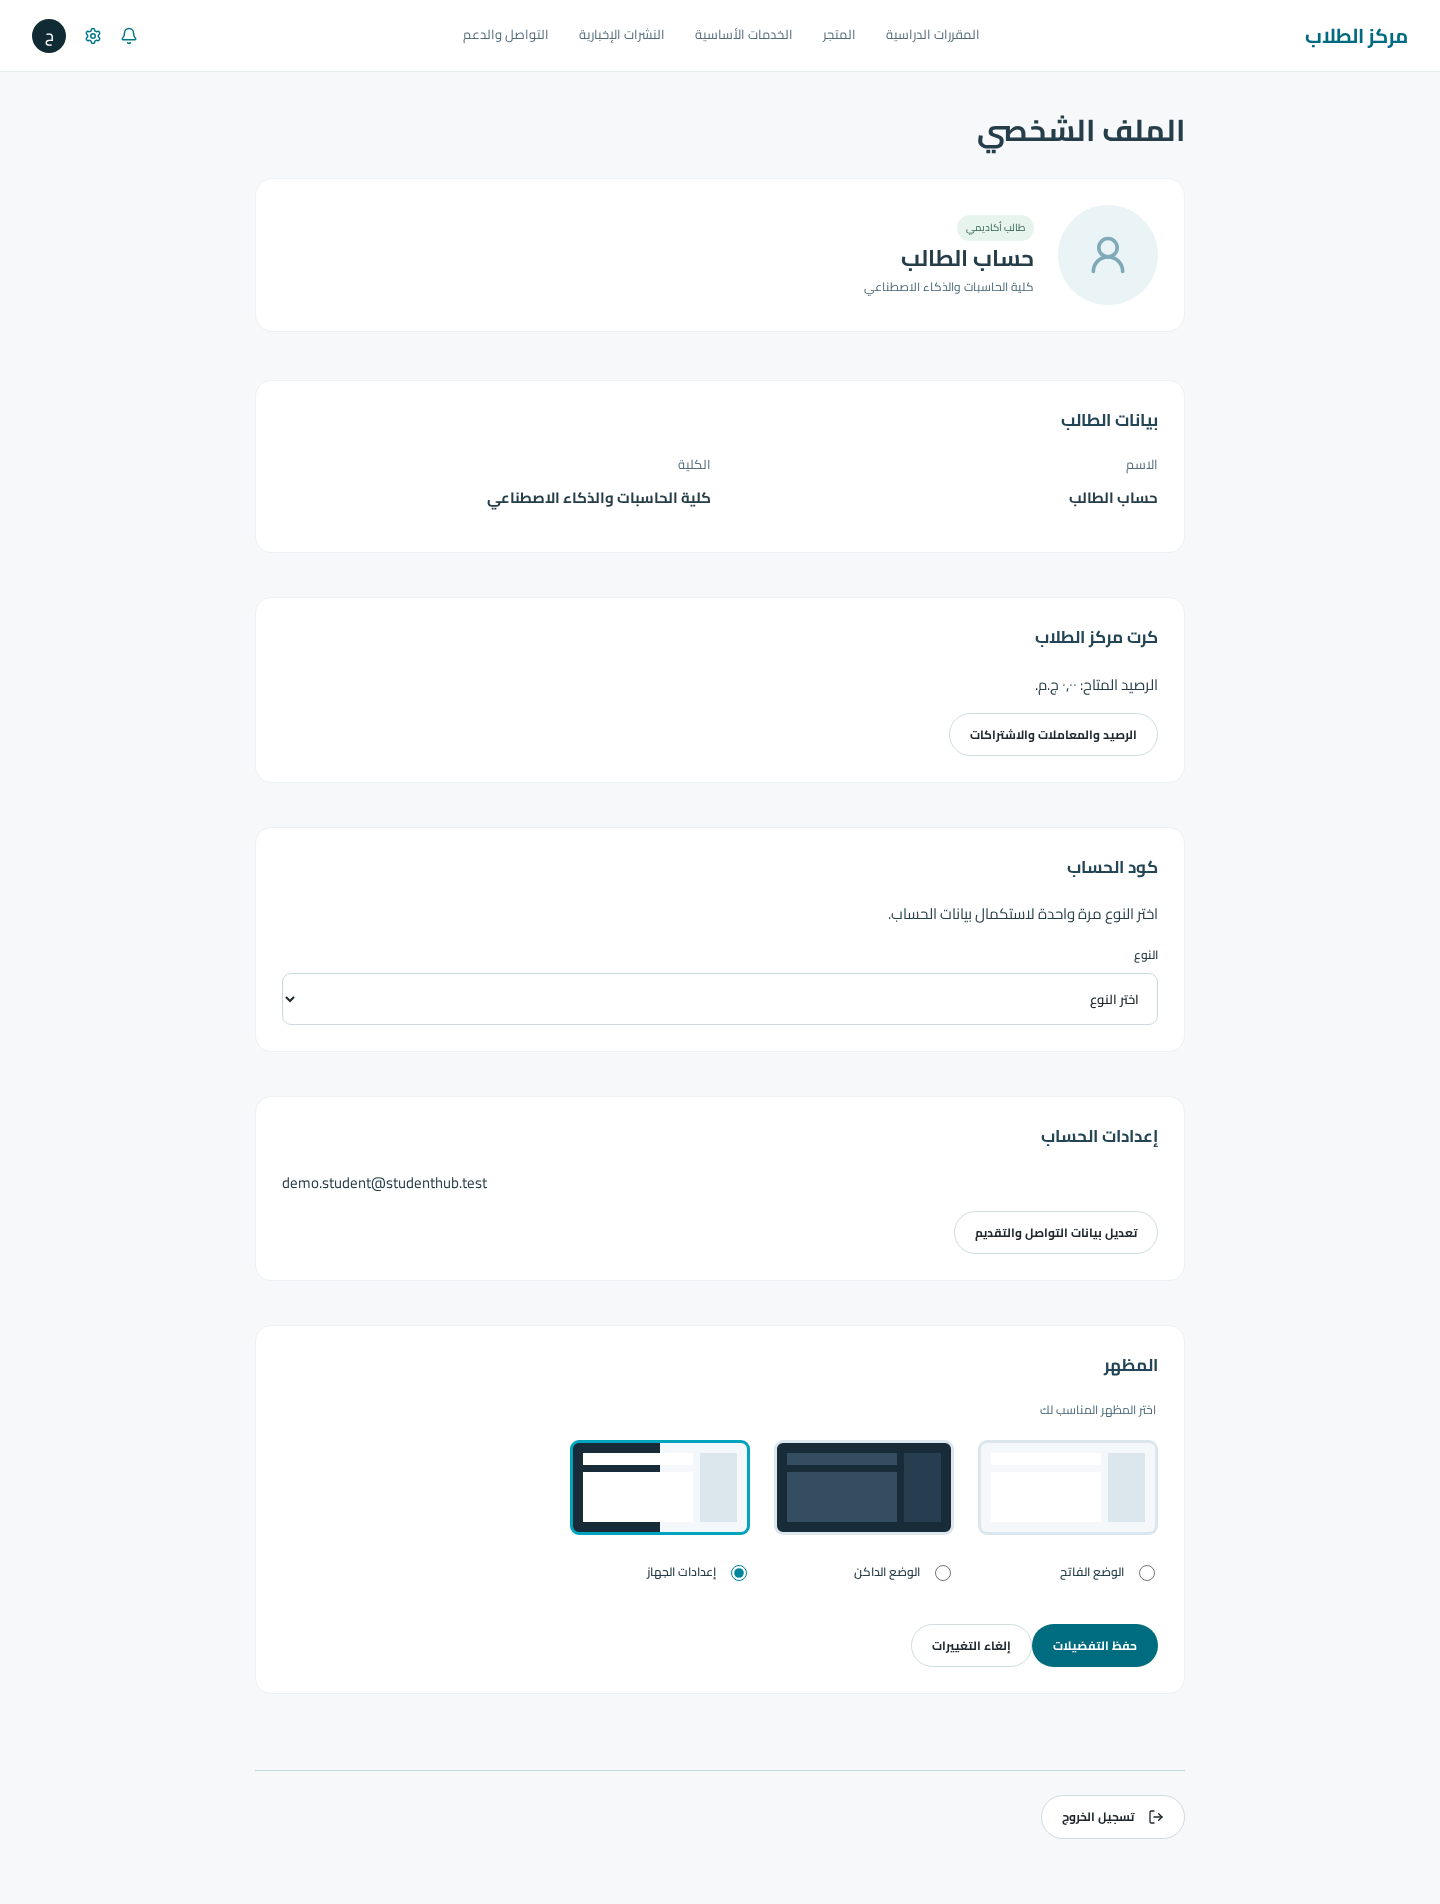 مركز الطلاب
المقررات الدراسية
المتجر
الخدمات الأساسية
النشرات الإخبارية
التواصل والدعم
ح
الملف الشخصي
طالب أكاديمي
حساب الطالب
كلية الحاسبات والذكاء الاصطناعي
بيانات الطالب
الاسم
الكلية
حساب الطالب
كلية الحاسبات والذكاء الاصطناعي
كرت مركز الطلاب
الرصيد المتاح: ٠٫٠٠ ج.م.
الرصيد والمعاملات والاشتراكات
كود الحساب
اختر النوع مرة واحدة لاستكمال بيانات الحساب.
النوع
اختر النوع
إعدادات الحساب
demo.student@studenthub.test
تعديل بيانات التواصل والتقديم
المظهر
اختر المظهر المناسب لك
الوضع الفاتح
الوضع الداكن
إعدادات الجهاز
حفظ التفضيلات
إلغاء التغييرات
تسجيل الخروج